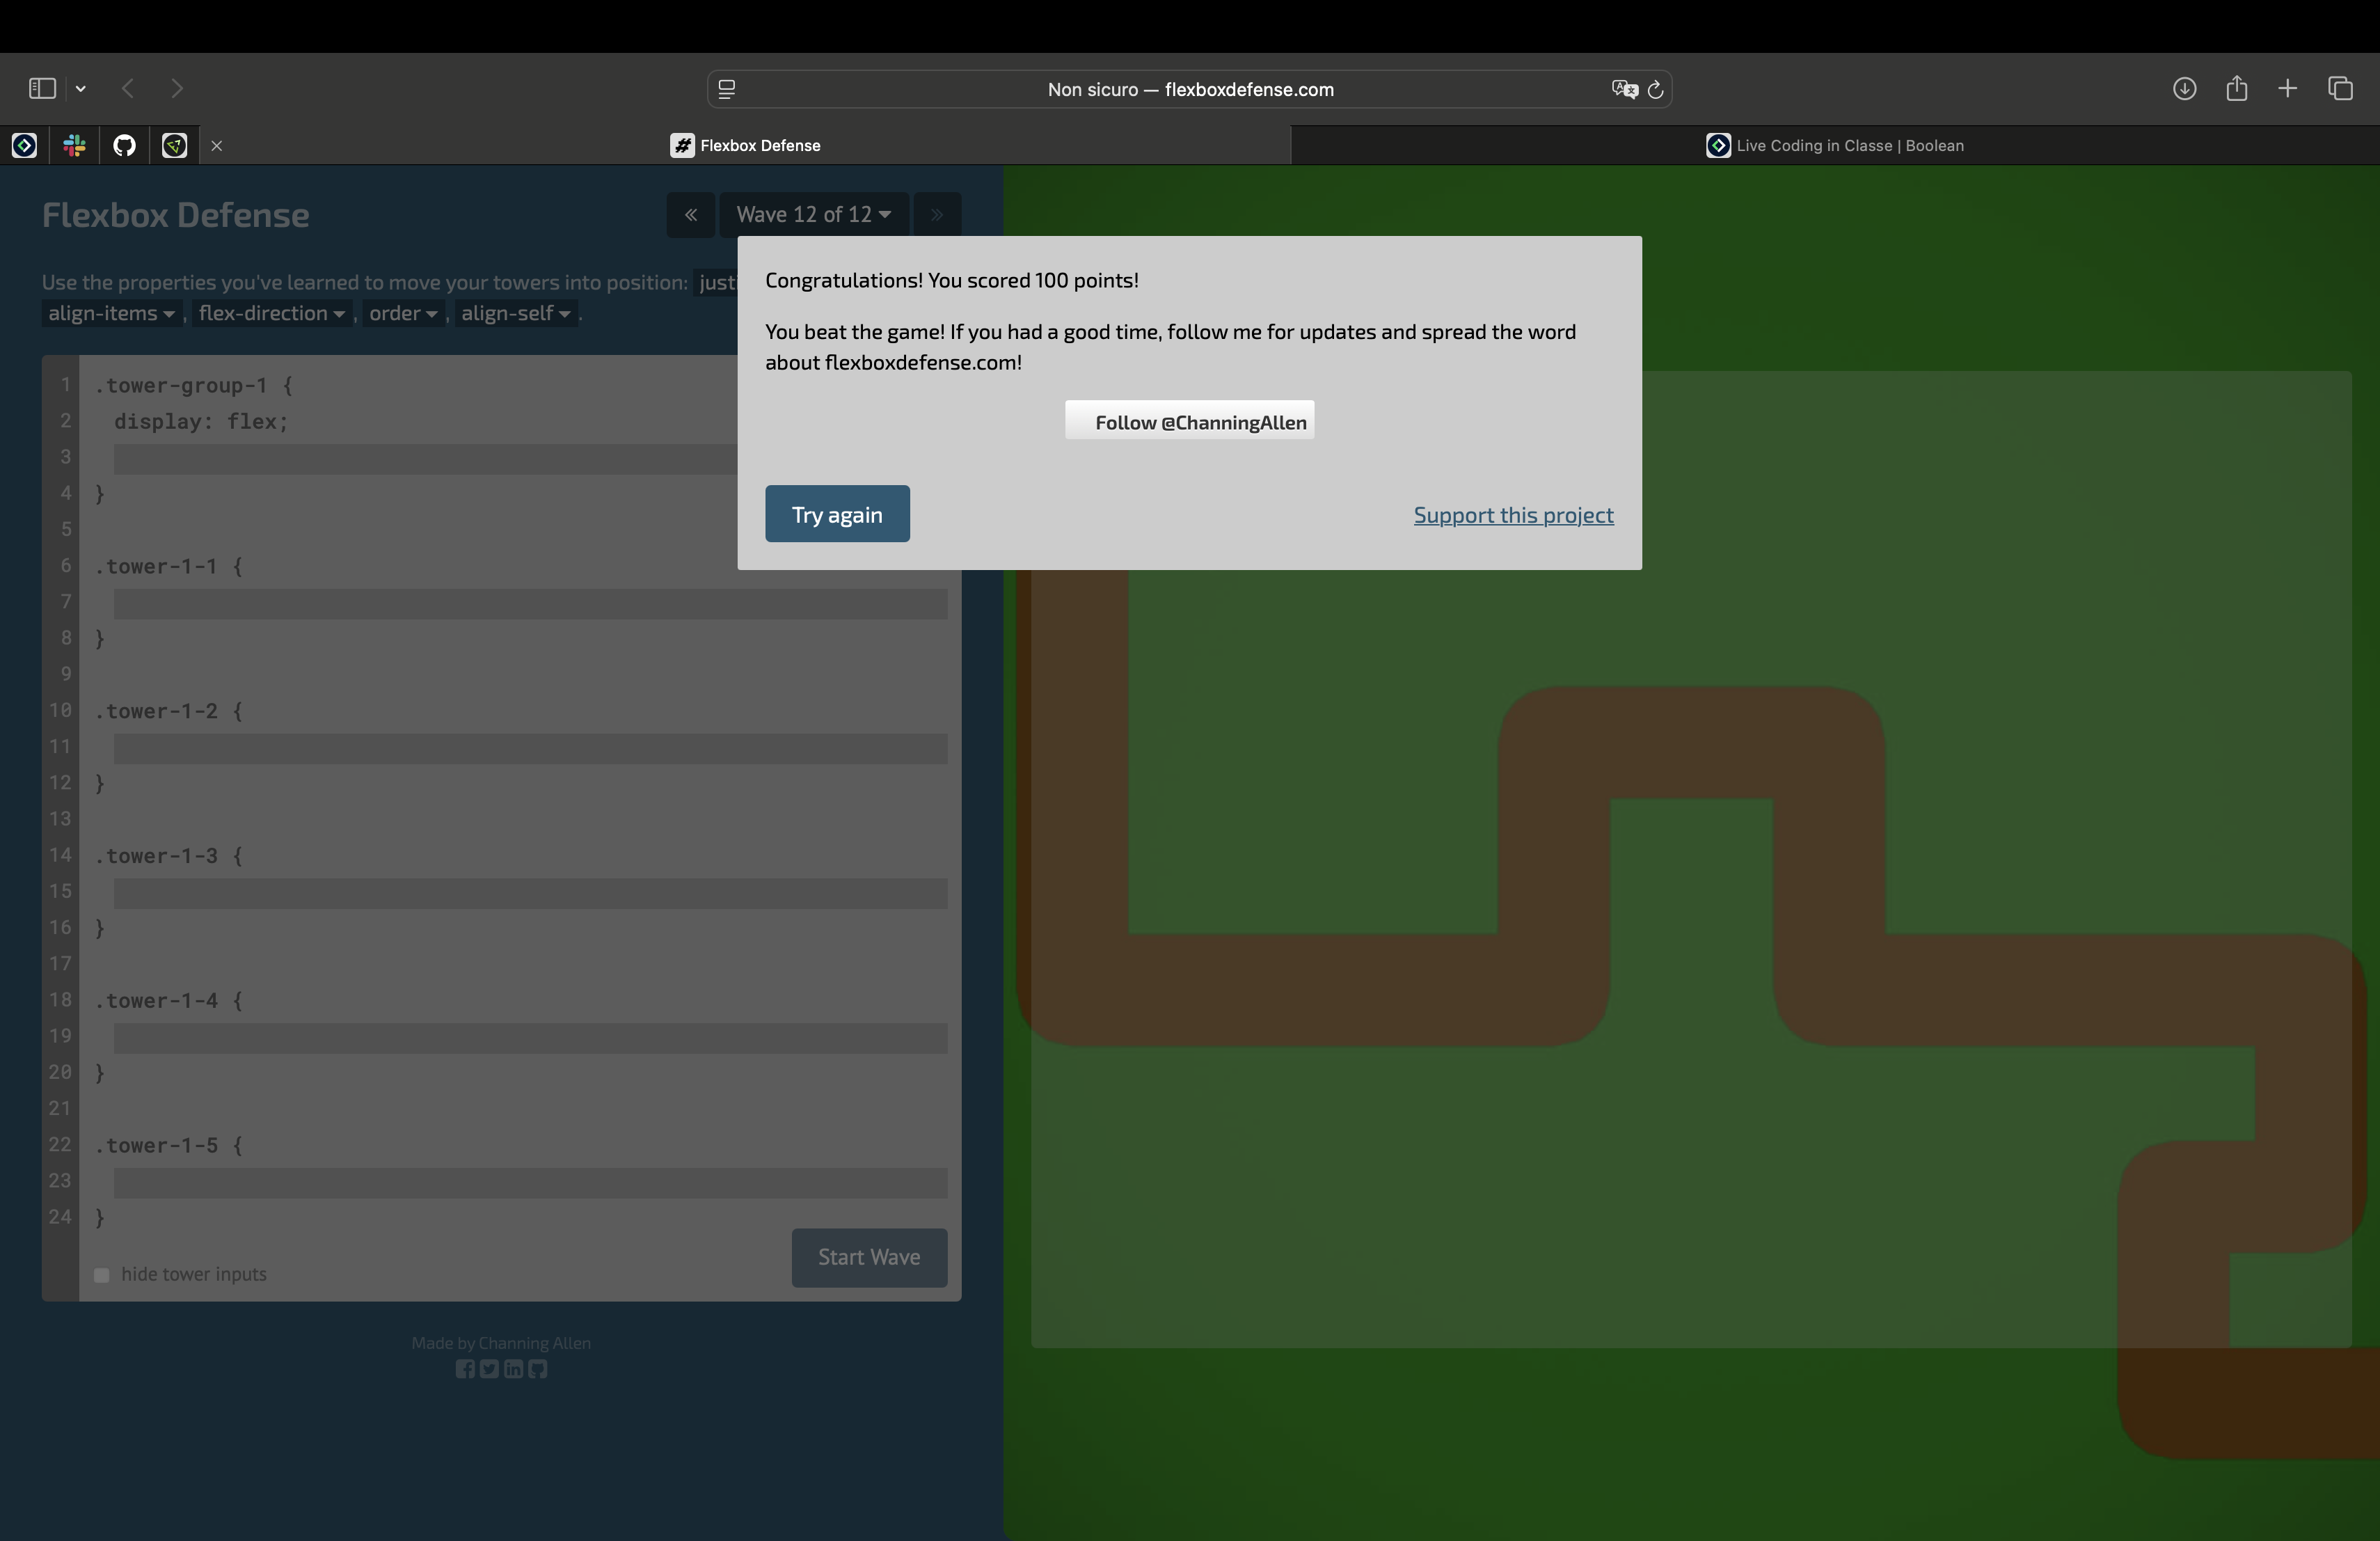 Non sicuro — flexboxdefense.com
Flexbox Defense
Live Coding in Classe | Boolean
Flexbox Defense
«
Wave 12 of 12
»
Use the properties you've learned to move your towers into position: justi
align-items , flex-direction , order , align-self .
Congratulations! You scored 100 points!
You beat the game! If you had a good time, follow me for updates and spread the word
about flexboxdefense.com!
Follow @ChanningAllen
Try again
Support this project
1 .tower-group-1 {
2 display: flex;
3
4 }
5
6 .tower-1-1 {
7
8 }
9
10 .tower-1-2 {
11
12 }
13
14 .tower-1-3 {
15
16 }
17
18 .tower-1-4 {
19
20 }
21
22 .tower-1-5 {
23
24 }
hide tower inputs
Start Wave
Made by Channing Allen